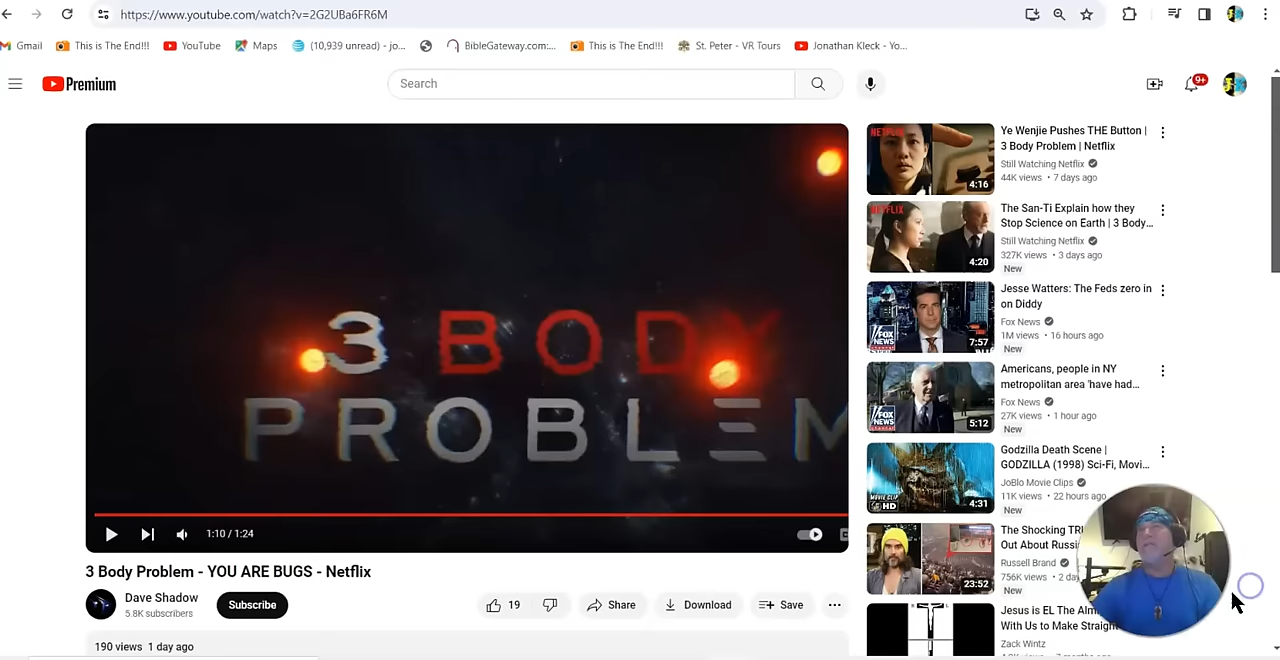 https://www.youtube.com/watch?v=2G2UBa6FR6M
Gmail
This is The End!!!
YouTube
Maps
(10,939 unread) - jo...
BibleGateway.com:...
This is The End!!!
St. Peter - VR Tours
Jonathan Kleck - Yo...
Premium
Search
9+
3 BODY
PROBLEM
1:10 / 1:24
3 Body Problem - YOU ARE BUGS - Netflix
Dave Shadow
5.8K subscribers
Subscribe
19
Share
Download
Save
190 views 1 day ago
NETFLIX
4:16
Ye Wenjie Pushes THE Button |
3 Body Problem | Netflix
Still Watching Netflix
44K views • 7 days ago
NETFLIX
4:20
The San-Ti Explain how they
Stop Science on Earth | 3 Body...
Still Watching Netflix
327K views • 3 days ago
New
FOX
NEWS
7:57
Jesse Watters: The Feds zero in
on Diddy
Fox News
1M views • 16 hours ago
New
FOX
NEWS
5:12
Americans, people in NY
metropolitan area 'have had...
Fox News
27K views • 1 hour ago
New
MOVIECLIP
HD
4:31
Godzilla Death Scene |
GODZILLA (1998) Sci-Fi, Movi...
JoBlo Movie Clips
11K views • 22 hours ago
New
23:52
The Shocking TR
Out About Russi
Russell Brand
756K views • 2 da
New
Jesus is EL The Alm
With Us to Make Straight
Zack Wintz